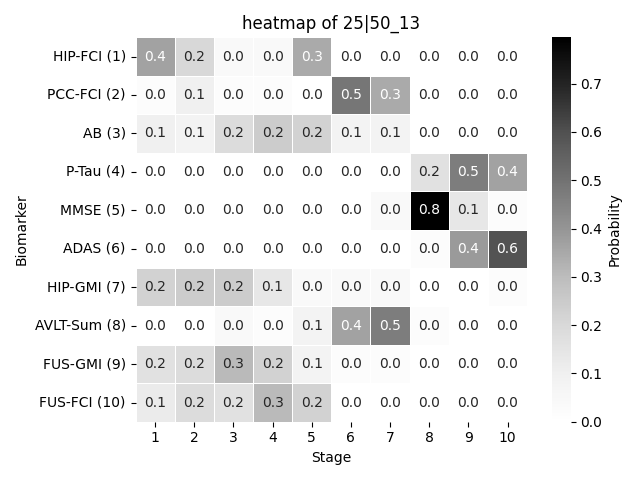 heatmap of 25|50_13
HIP-FCI (1) 0.4 0.2 0.0 0.0 0.3 0.0 0.0 0.0 0.0 0.0
PCC-FCI (2) 0.0 0.1 0.0 0.0 0.0 0.5 0.3 0.0 0.0 0.0
AB (3) 0.1 0.1 0.2 0.2 0.2 0.1 0.1 0.0 0.0 0.0
P-Tau (4) 0.0 0.0 0.0 0.0 0.0 0.0 0.0 0.2 0.5 0.4
MMSE (5) 0.0 0.0 0.0 0.0 0.0 0.0 0.0 0.8 0.1 0.0
ADAS (6) 0.0 0.0 0.0 0.0 0.0 0.0 0.0 0.0 0.4 0.6
HIP-GMI (7) 0.2 0.2 0.2 0.1 0.0 0.0 0.0 0.0 0.0 0.0
AVLT-Sum (8) 0.0 0.0 0.0 0.0 0.1 0.4 0.5 0.0 0.0 0.0
FUS-GMI (9) 0.2 0.2 0.3 0.2 0.1 0.0 0.0 0.0 0.0 0.0
FUS-FCI (10) 0.1 0.2 0.2 0.3 0.2 0.0 0.0 0.0 0.0 0.0
1 2 3 4 5 6 7 8 9 10
Stage
Biomarker
0.7
0.6
0.5
0.4
0.3
0.2
0.1
0.0
Probability